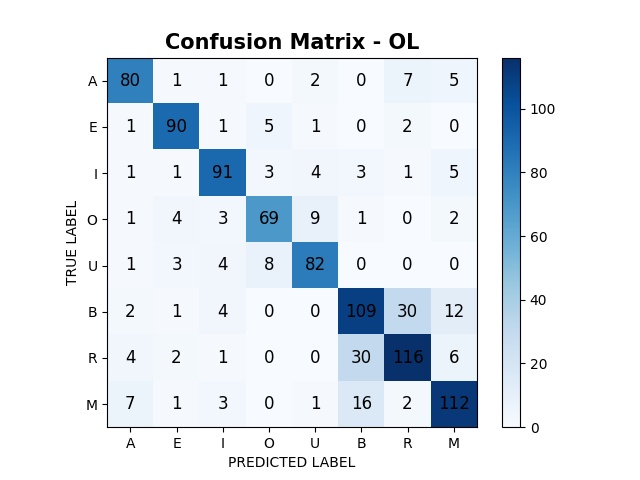 Confusion Matrix - OL
A 80 1 1 0 2 0 7 5
E 1 90 1 5 1 0 2 0
I 1 1 91 3 4 3 1 5
O 1 4 3 69 9 1 0 2
U 1 3 4 8 82 0 0 0
B 2 1 4 0 0 109 30 12
R 4 2 1 0 0 30 116 6
M 7 1 3 0 1 16 2 112
A E I O U B R M
TRUE LABEL
PREDICTED LABEL
100
80
60
40
20
0